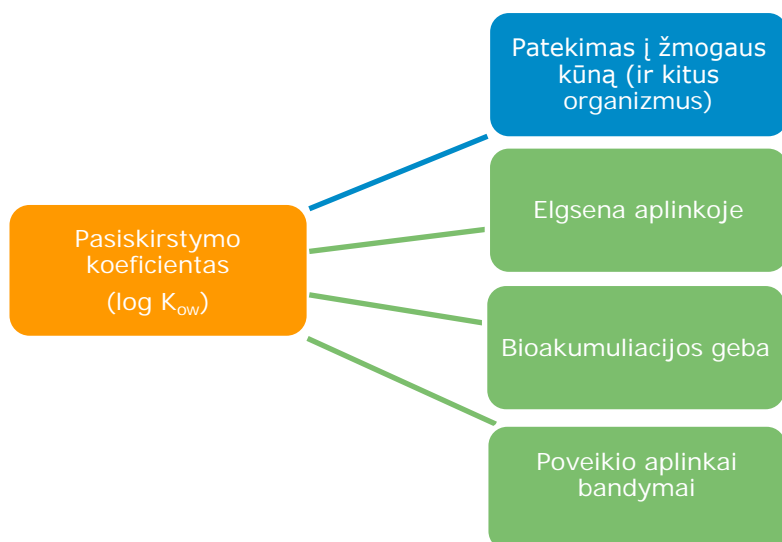 Patekimas į žmogaus
kūną (ir kitus
organizmus)
Elgsena aplinkoje
Pasiskirstymo
koeficientas
(log Kow)
Bioakumuliacijos geba
Poveikio aplinkai
bandymai